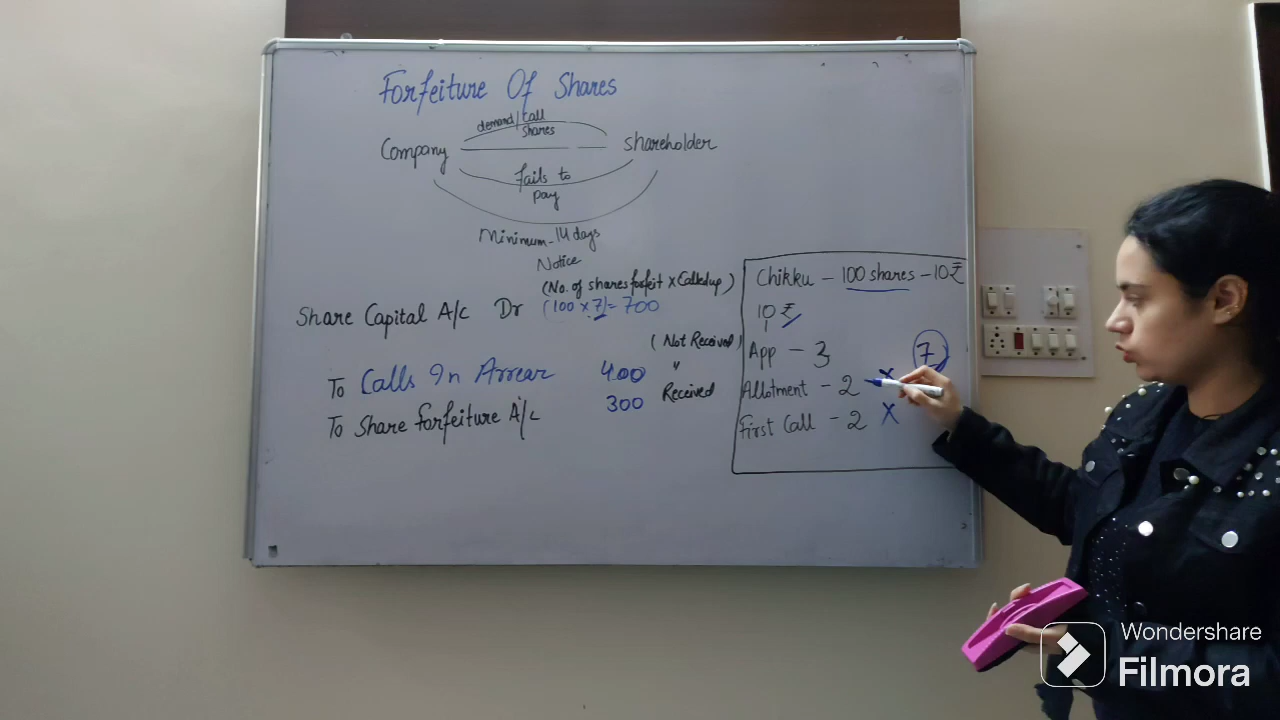 Forfeiture Of Shares
demand/call
shares
Company
Shareholder
Fails to
pay
Minimum-14 days
Notice
(No. of shares forfeit x Called up)
Share Capital A/c Dr (100 x 7) = 700
(Not Received)
To Calls In Arrear 400 "
To Share Forfeiture A/c 300 Received
Chikku - 100 shares - 10₹
10 ₹
App - 3 7
Allotment - 2 x
First Call - 2 x
Wondershare
Filmora